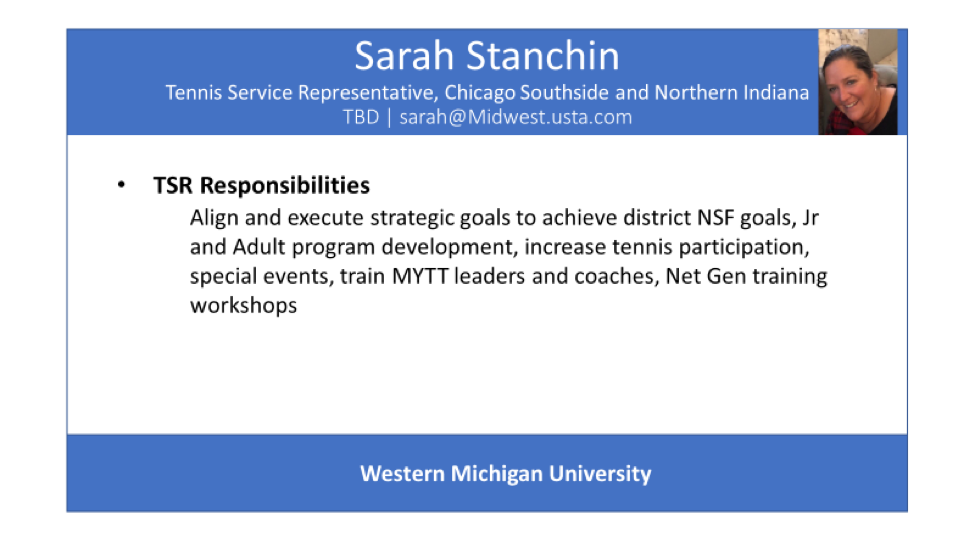 Sarah Stanchin
Tennis Service Representative, Chicago Southside and Northern Indiana
TBD | sarah@Midwest.usta.com
• TSR Responsibilities
Align and execute strategic goals to achieve district NSF goals, Jr
and Adult program development, increase tennis participation,
special events, train MYTT leaders and coaches, Net Gen training
workshops
Western Michigan University